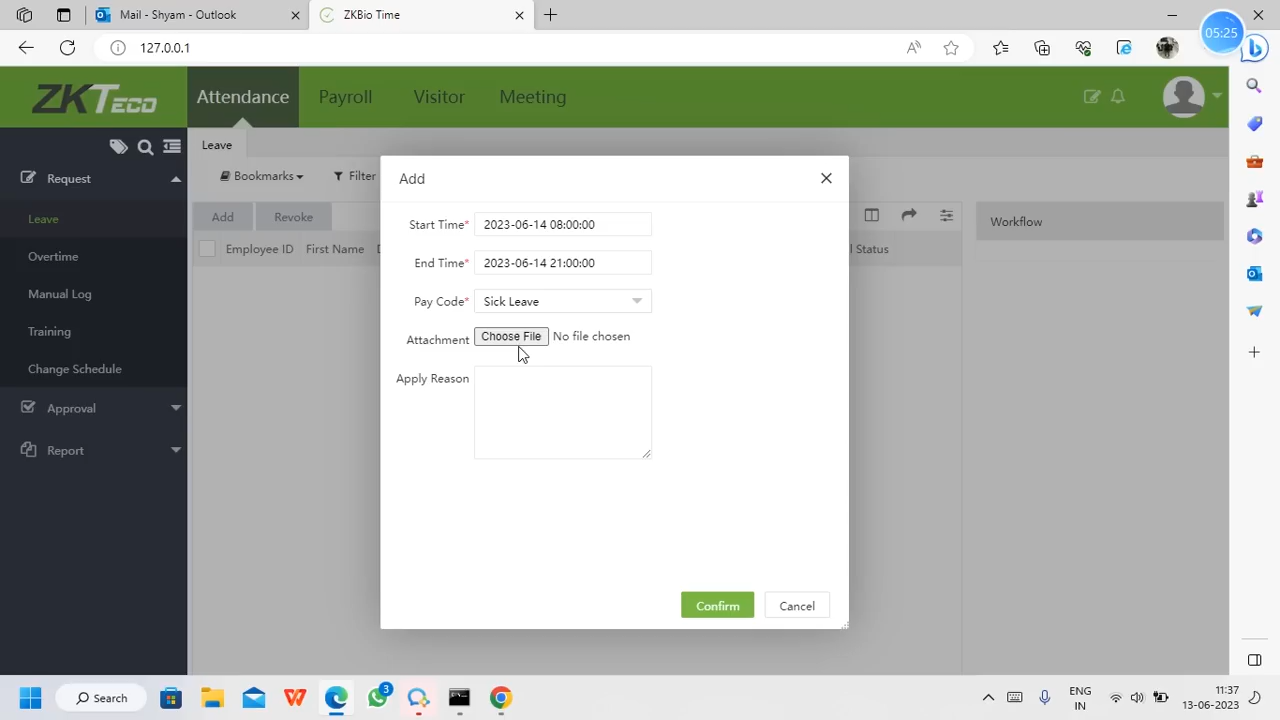 Mail - Shyam - Outlook
ZKBio Time
127.0.0.1
05:25
ZKTECO
Attendance
Payroll
Visitor
Meeting
Leave
Request
Bookmarks
Filter
Add
Revoke
Employee ID
First Name
D
l Status
Workflow
Leave
Overtime
Manual Log
Training
Change Schedule
Approval
Report
Add
Start Time* 2023-06-14 08:00:00
End Time* 2023-06-14 21:00:00
Pay Code* Sick Leave
Attachment Choose File No file chosen
Apply Reason
Confirm
Cancel
Search
3
ENG
IN
11:37
13-06-2023